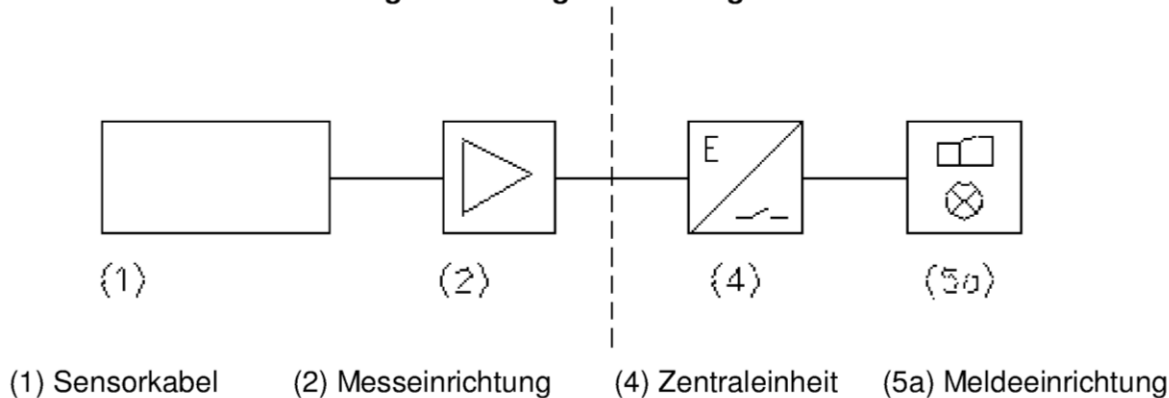 E
(1) (2) (4) (5a)
(1) Sensorkabel (2) Messeinrichtung (4) Zentraleinheit (5a) Meldeeinrichtung